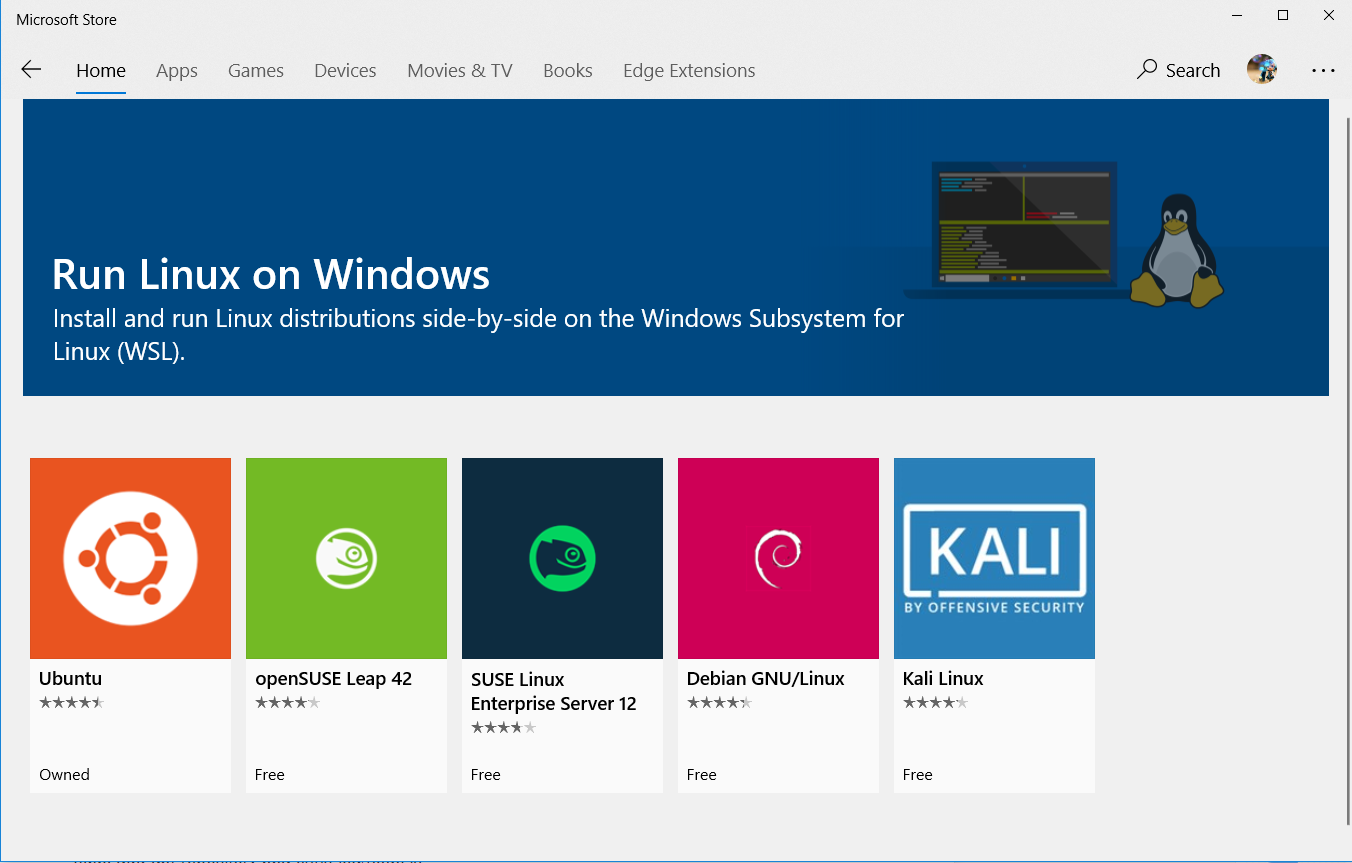 Microsoft Store
Home Apps Games Devices Movies & TV Books Edge Extensions Search
Run Linux on Windows
Install and run Linux distributions side-by-side on the Windows Subsystem for
Linux (WSL).
KALI
BY OFFENSIVE SECURITY
Ubuntu
Owned
openSUSE Leap 42
Free
SUSE Linux
Enterprise Server 12
Free
Debian GNU/Linux
Free
Kali Linux
Free